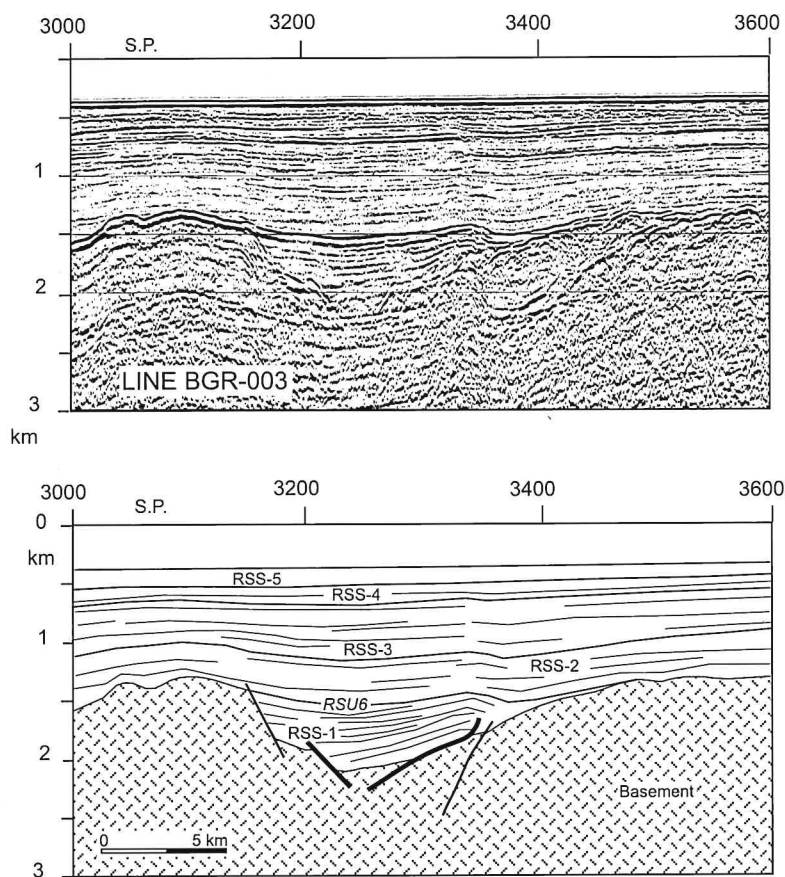 3000 3200 3400 3600
S.P.
1
2
LINE BGR-003
3
km
3000 3200 3400 3600
S.P.
0
km
RSS-5
RSS-4
1
RSS-3
RSS-2
RSU6
RSS-1
2
Basement
0 5 km
3